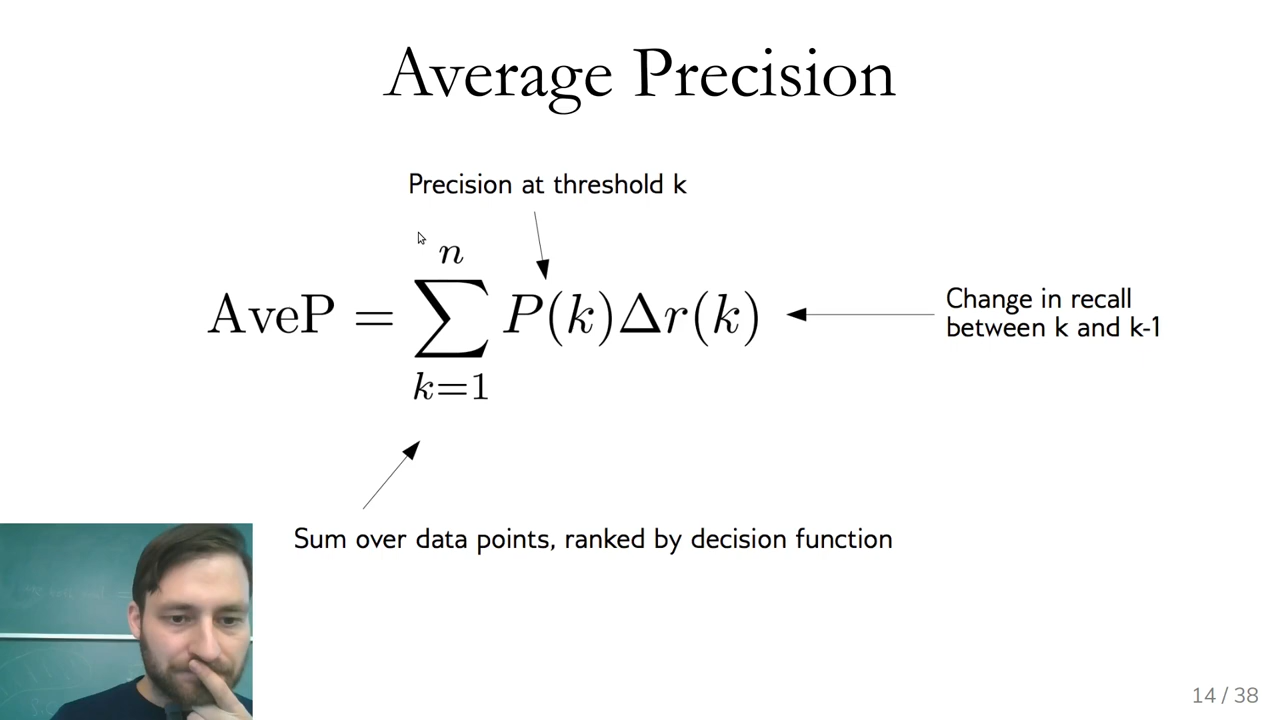 Average Precision
Precision at threshold k
AveP = \sum_{k=1}^{n} P(k)Δr(k)
Change in recall
between k and k-1
Sum over data points, ranked by decision function
14 / 38